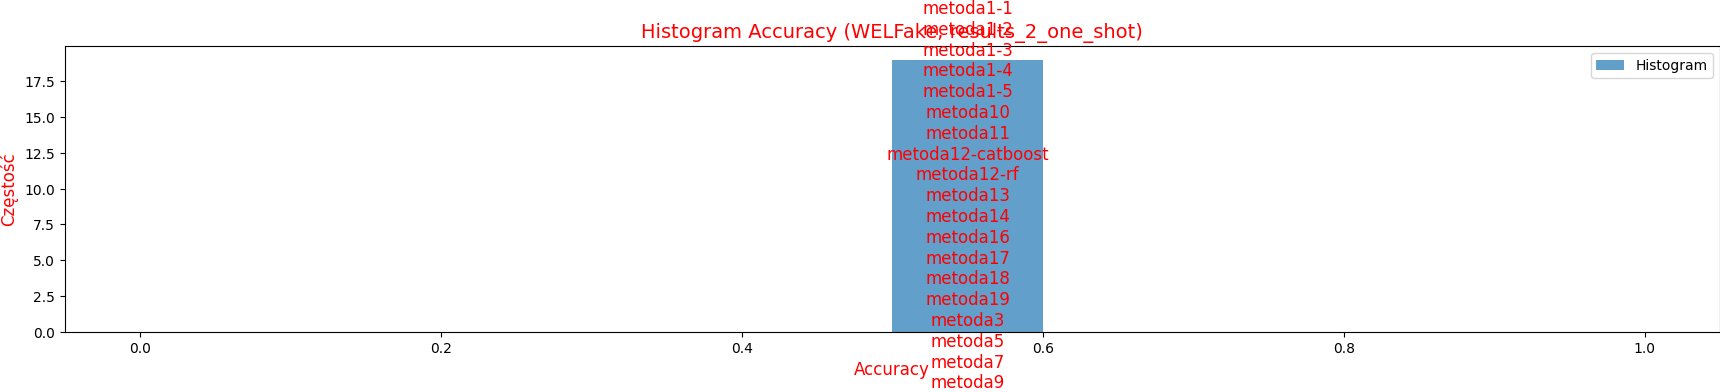 metoda1-1
Histogram Accuracy (WELFake, results_2_one_shot)
metoda1-2
metoda1-3
metoda1-4
metoda1-5
metoda10
metoda11
metoda12-catboost
metoda12-rf
metoda13
metoda14
metoda16
metoda17
metoda18
metoda19
metoda3
metoda5
metoda7
metoda9
Histogram
Częstość
17.5
15.0
12.5
10.0
7.5
5.0
2.5
0.0
0.0 0.2 0.4 0.6 0.8 1.0
Accuracy